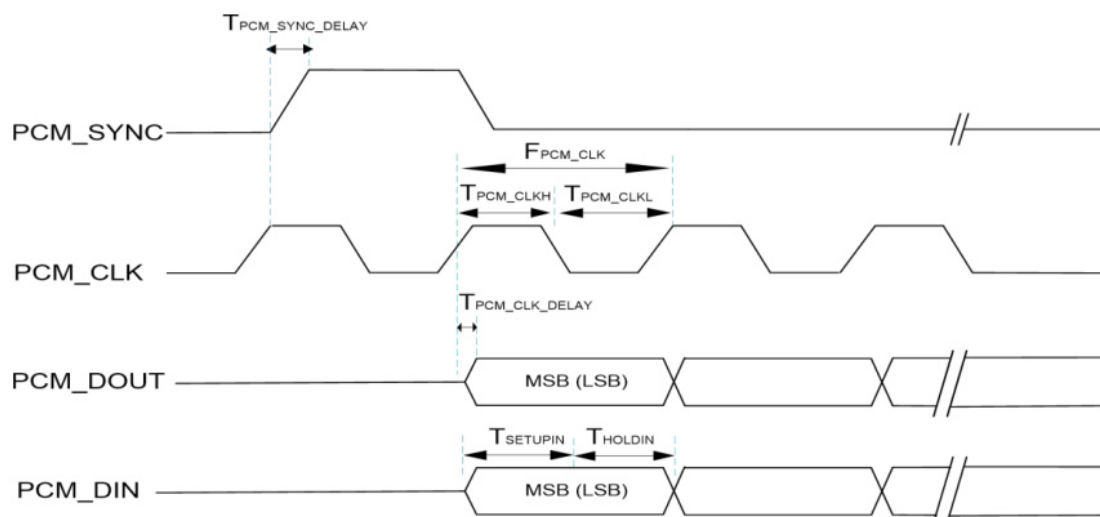 TPCM_SYNC_DELAY
PCM_SYNC
FPCM_CLK
TPCM_CLKH TPCM_CLKL
PCM_CLK
TPCM_CLK_DELAY
PCM_DOUT MSB (LSB)
TSETUPIN THOLDIN
PCM_DIN MSB (LSB)